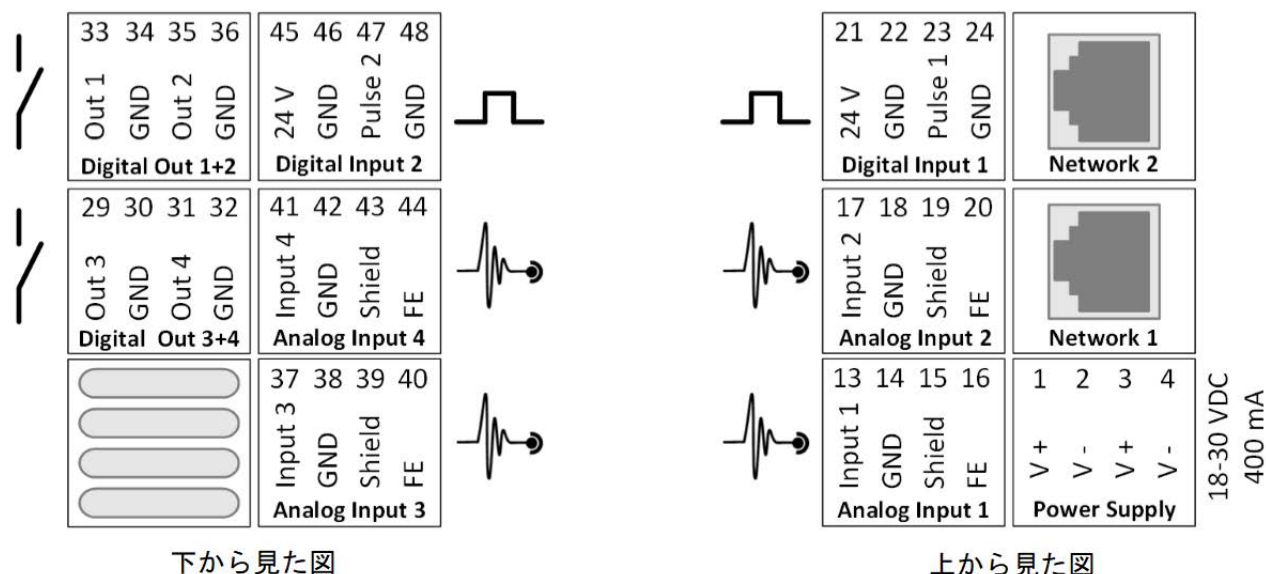 33 34 35 36
Out 1
GND
Out 2
GND
Digital Out 1+2
45 46 47 48
24 V
GND
Pulse 2
GND
Digital Input 2
29 30 31 32
Out 3
GND
Out 4
GND
Digital Out 3+4
41 42 43 44
Input 4
GND
Shield
FE
Analog Input 4
37 38 39 40
Input 3
GND
Shield
FE
Analog Input 3
下から見た図
21 22 23 24
24 V
GND
Pulse 1
GND
Digital Input 1
Network 2
17 18 19 20
Input 2
GND
Shield
FE
Analog Input 2
Network 1
13 14 15 16
Input 1
GND
Shield
FE
Analog Input 1
1 2 3 4
V +
V -
V +
V -
Power Supply
18-30 VDC
400 mA
上から見た図